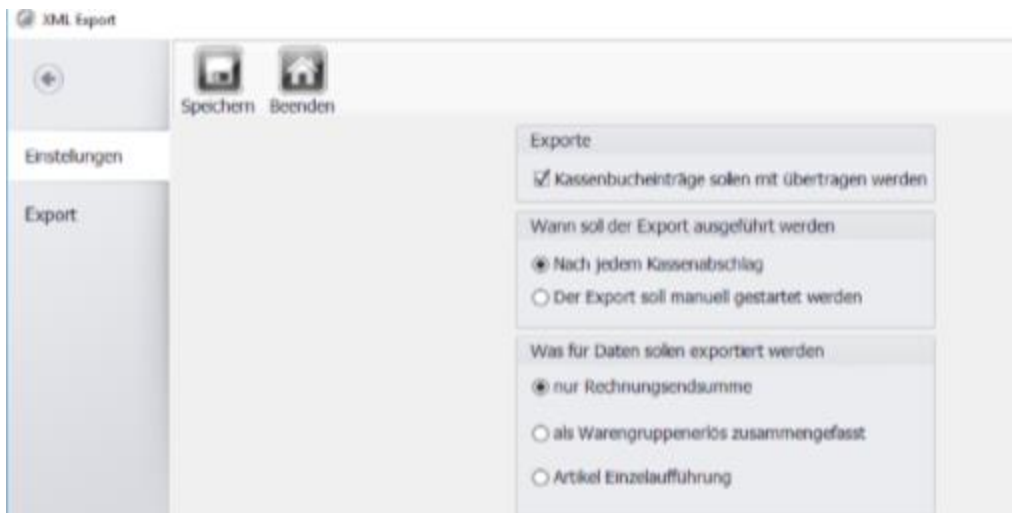 XML Export
Speichern Beenden
Einstellungen
Export
Exporte
Kassenbucheinträge sollen mit übertragen werden
Wann soll der Export ausgeführt werden
Nach jedem Kassenabschlag
Der Export soll manuell gestartet werden
Was für Daten sollen exportiert werden
nur Rechnungsendsumme
als Warengruppenerlös zusammengefasst
Artikel Einzelaufführung